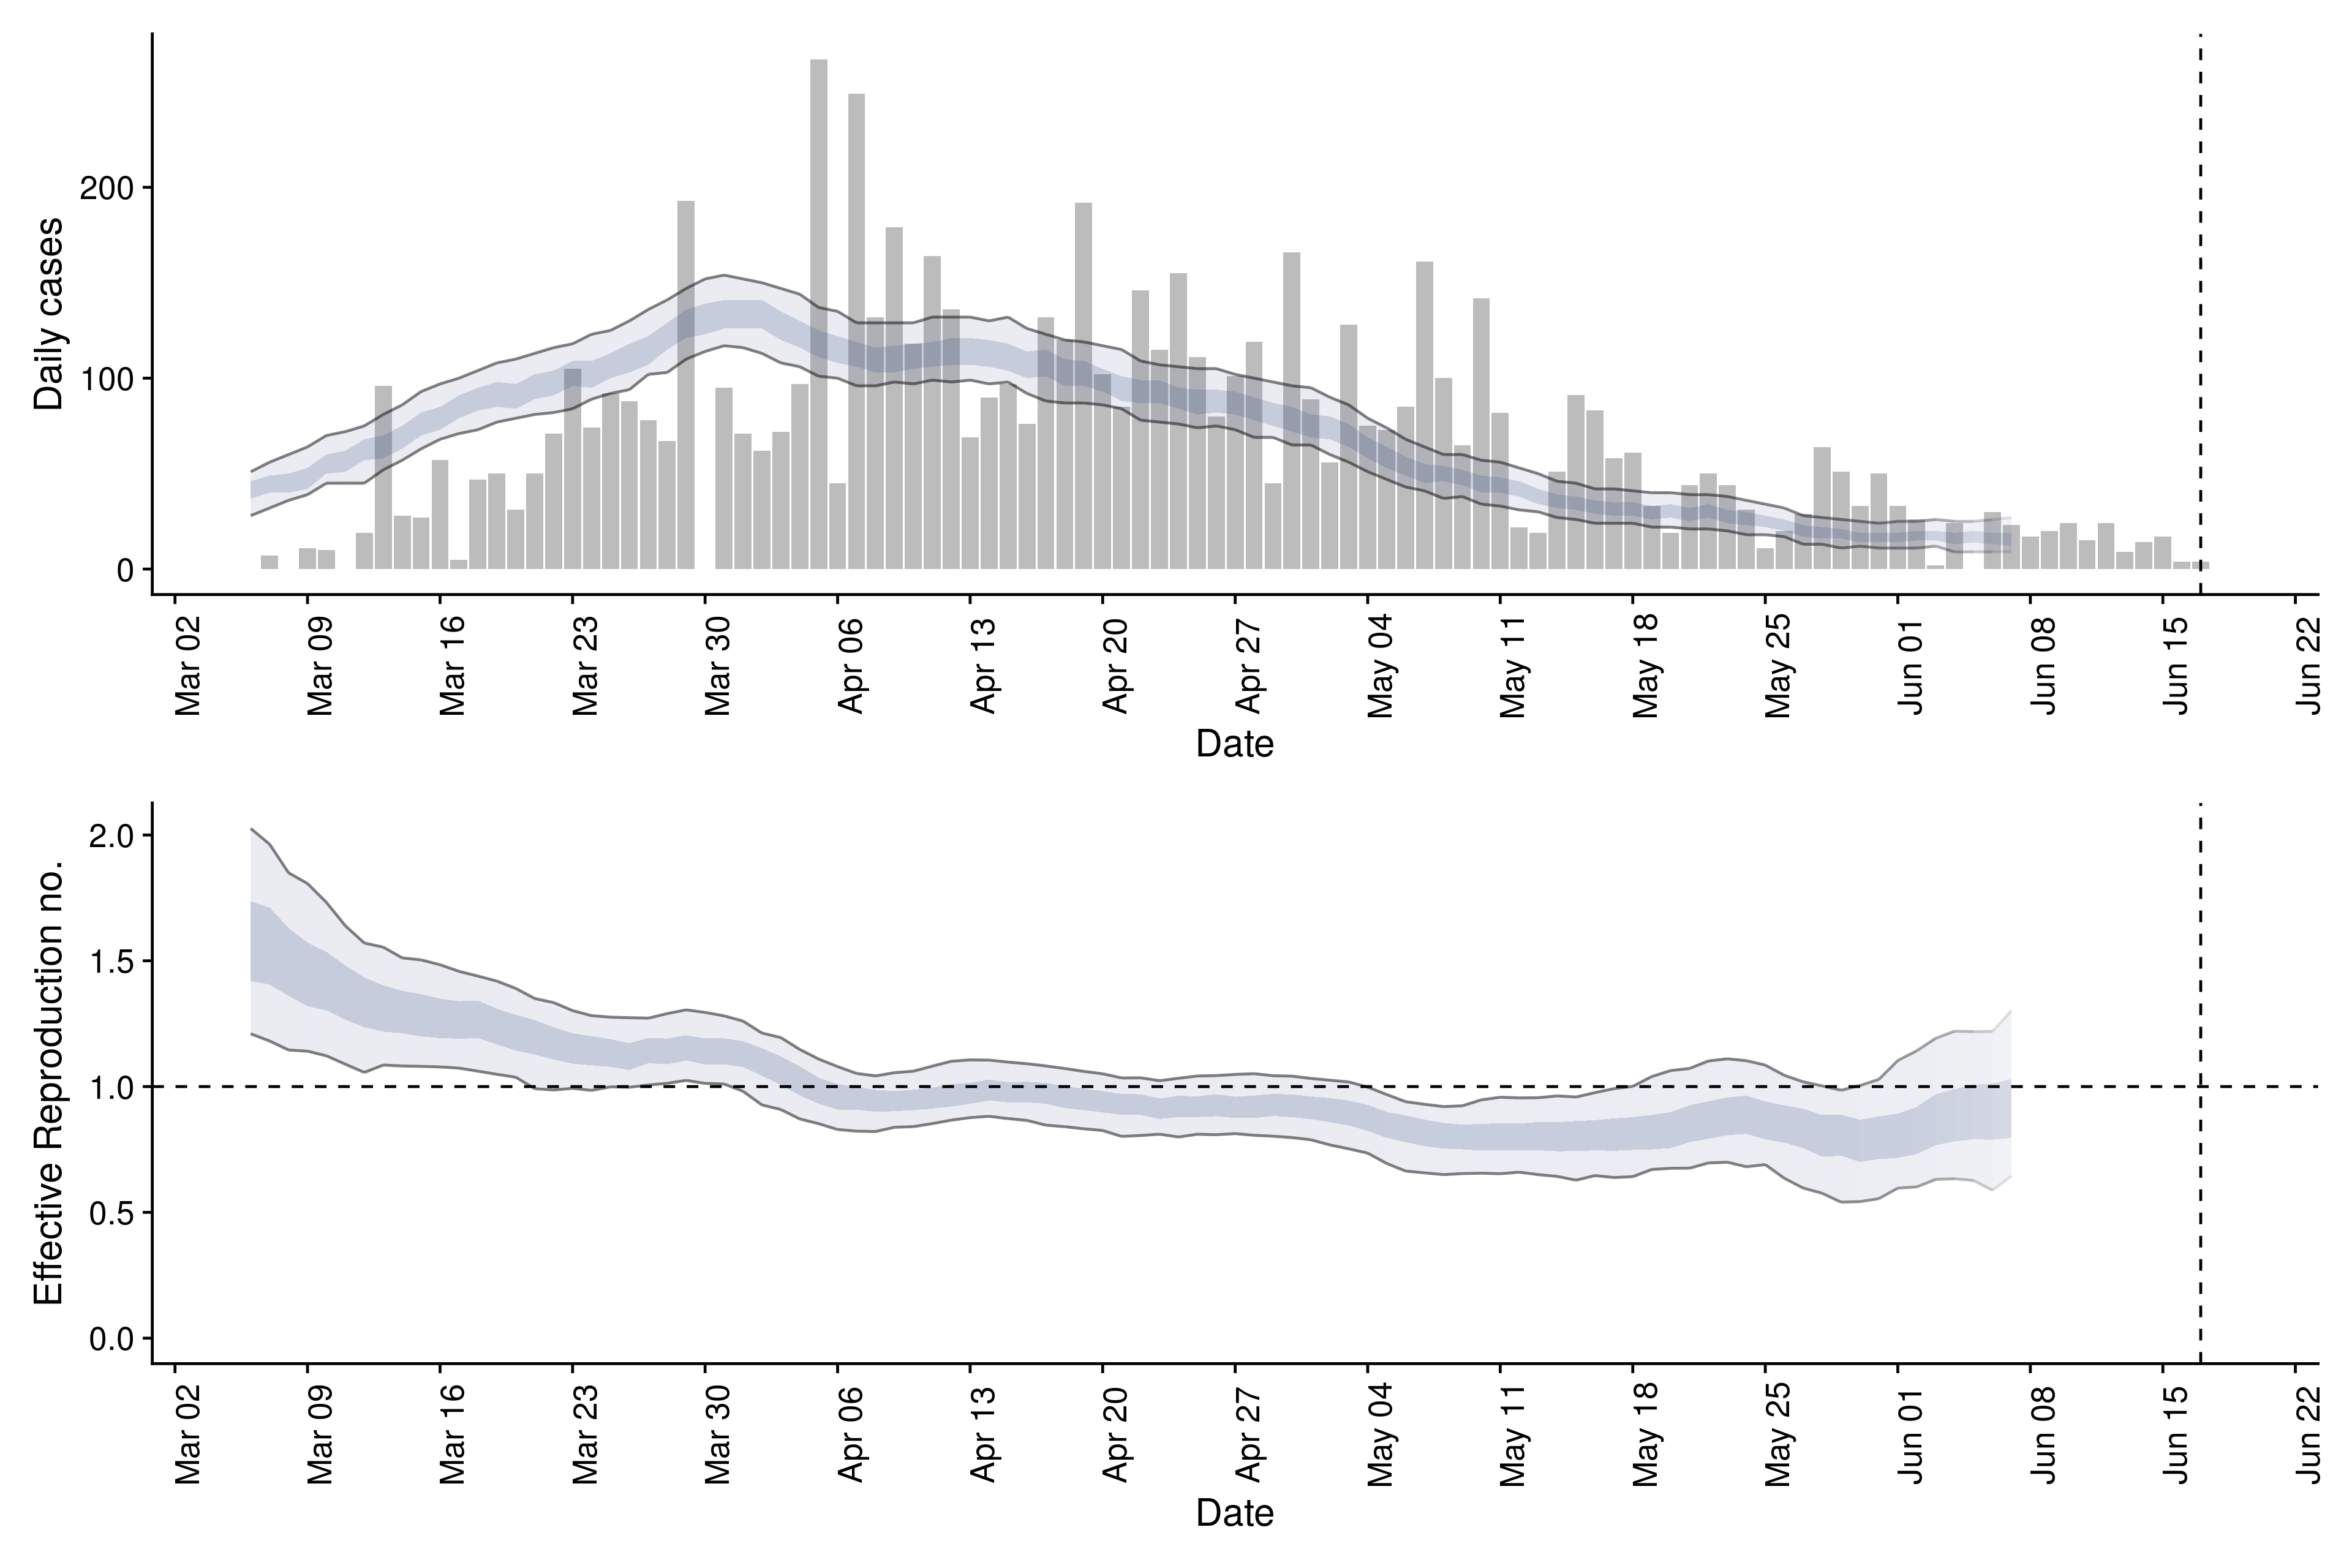 Daily cases
200
100
0
Mar 02
Mar 09
Mar 16
Mar 23
Mar 30
Apr 06
Apr 13
Apr 20
Apr 27
May 04
May 11
May 18
May 25
Jun 01
Jun 08
Jun 15
Jun 22
Date
Effective Reproduction no.
2.0
1.5
1.0
0.5
0.0
Mar 02
Mar 09
Mar 16
Mar 23
Mar 30
Apr 06
Apr 13
Apr 20
Apr 27
May 04
May 11
May 18
May 25
Jun 01
Jun 08
Jun 15
Jun 22
Date